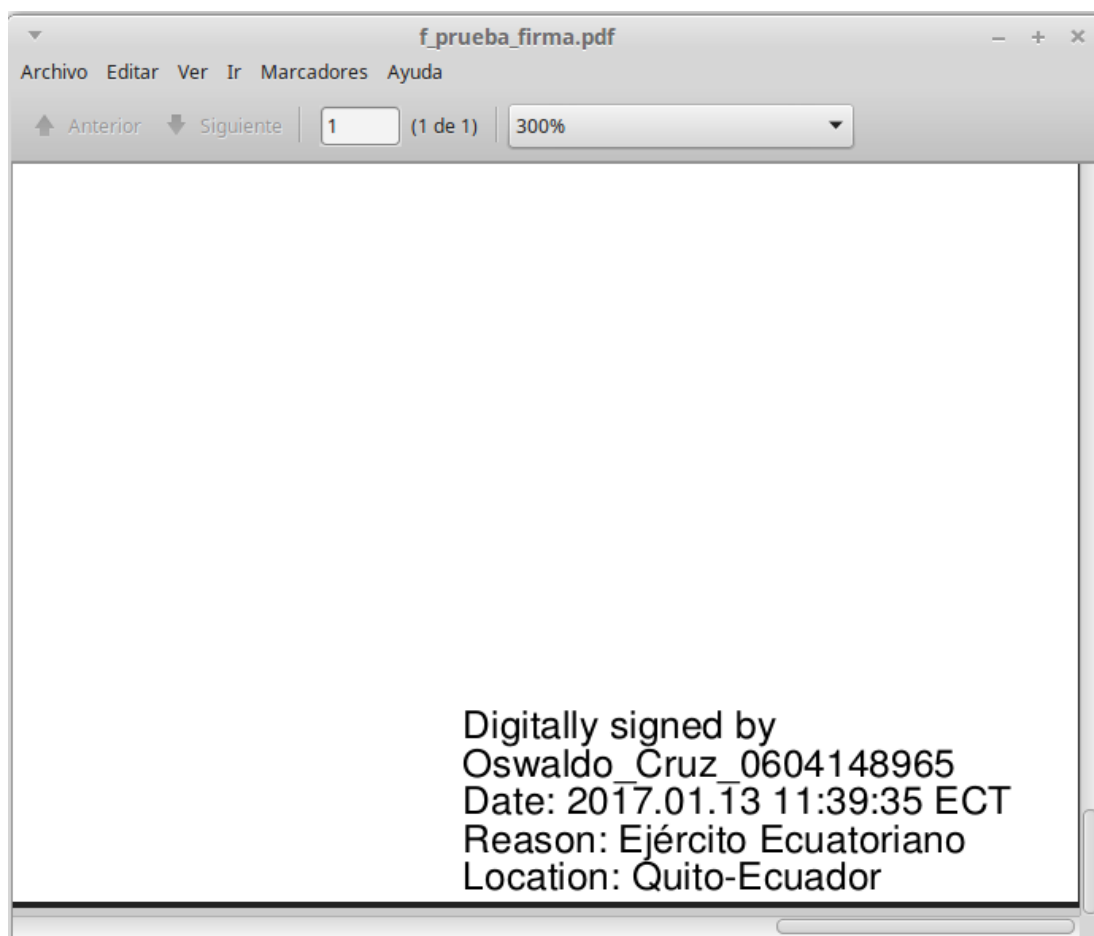 f_prueba_firma.pdf
Archivo Editar Ver Ir Marcadores Ayuda
Anterior Siguiente 1 (1 de 1) 300%
Digitally signed by
Oswaldo_Cruz_0604148965
Date: 2017.01.13 11:39:35 ECT
Reason: Ejército Ecuatoriano
Location: Quito-Ecuador